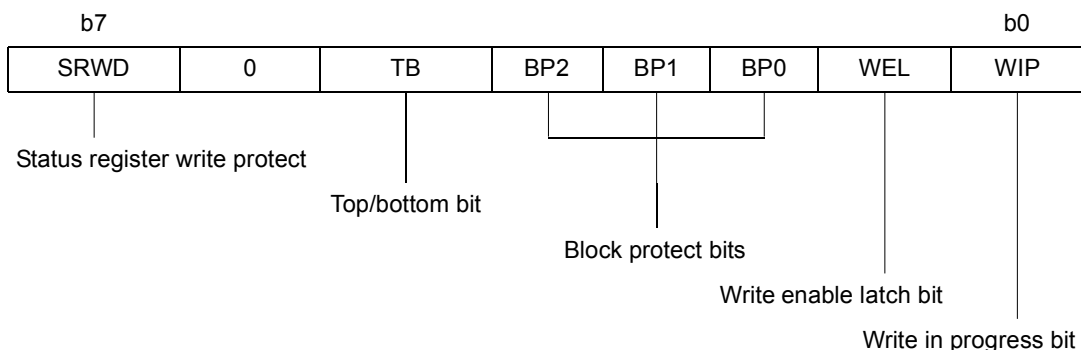 b7 b0
SRWD 0 TB BP2 BP1 BP0 WEL WIP
Status register write protect
Top/bottom bit
Block protect bits
Write enable latch bit
Write in progress bit